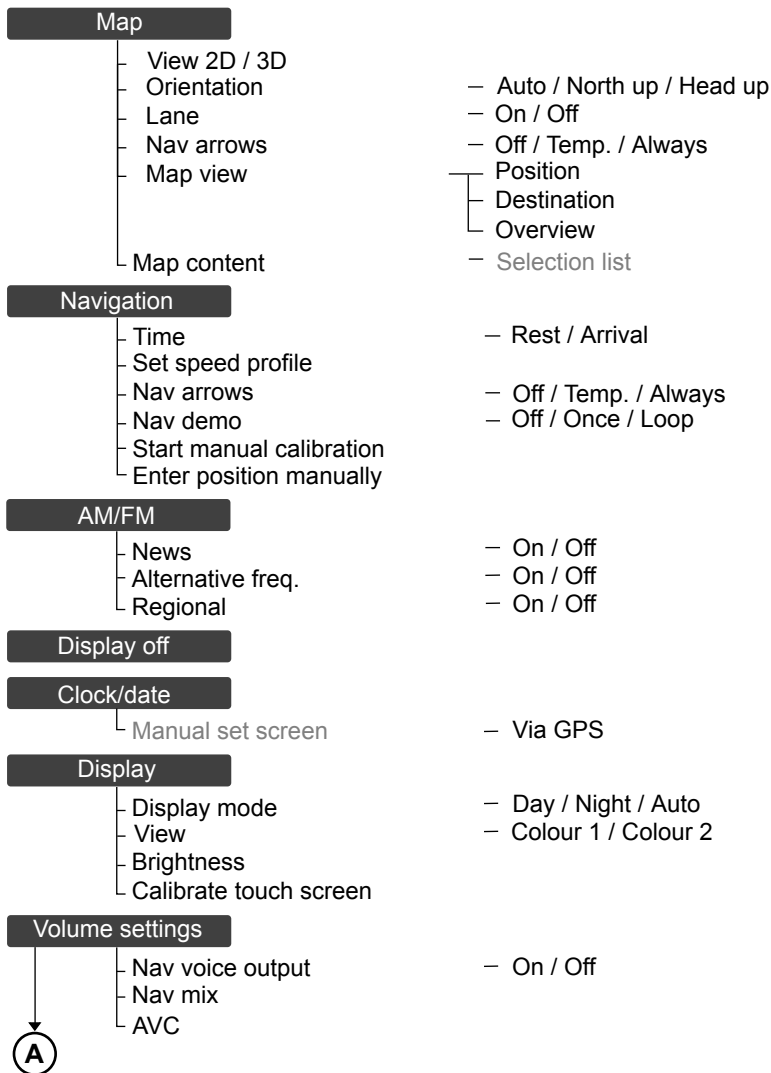 Map
View 2D / 3D
Orientation – Auto / North up / Head up
Lane – On / Off
Nav arrows – Off / Temp. / Always
Map view Position
Destination
Overview
Map content – Selection list
Navigation
Time – Rest / Arrival
Set speed profile
Nav arrows – Off / Temp. / Always
Nav demo – Off / Once / Loop
Start manual calibration
Enter position manually
AM/FM
News – On / Off
Alternative freq. – On / Off
Regional – On / Off
Display off
Clock/date
Manual set screen – Via GPS
Display
Display mode – Day / Night / Auto
View – Colour 1 / Colour 2
Brightness
Calibrate touch screen
Volume settings
Nav voice output – On / Off
Nav mix
AVC
A